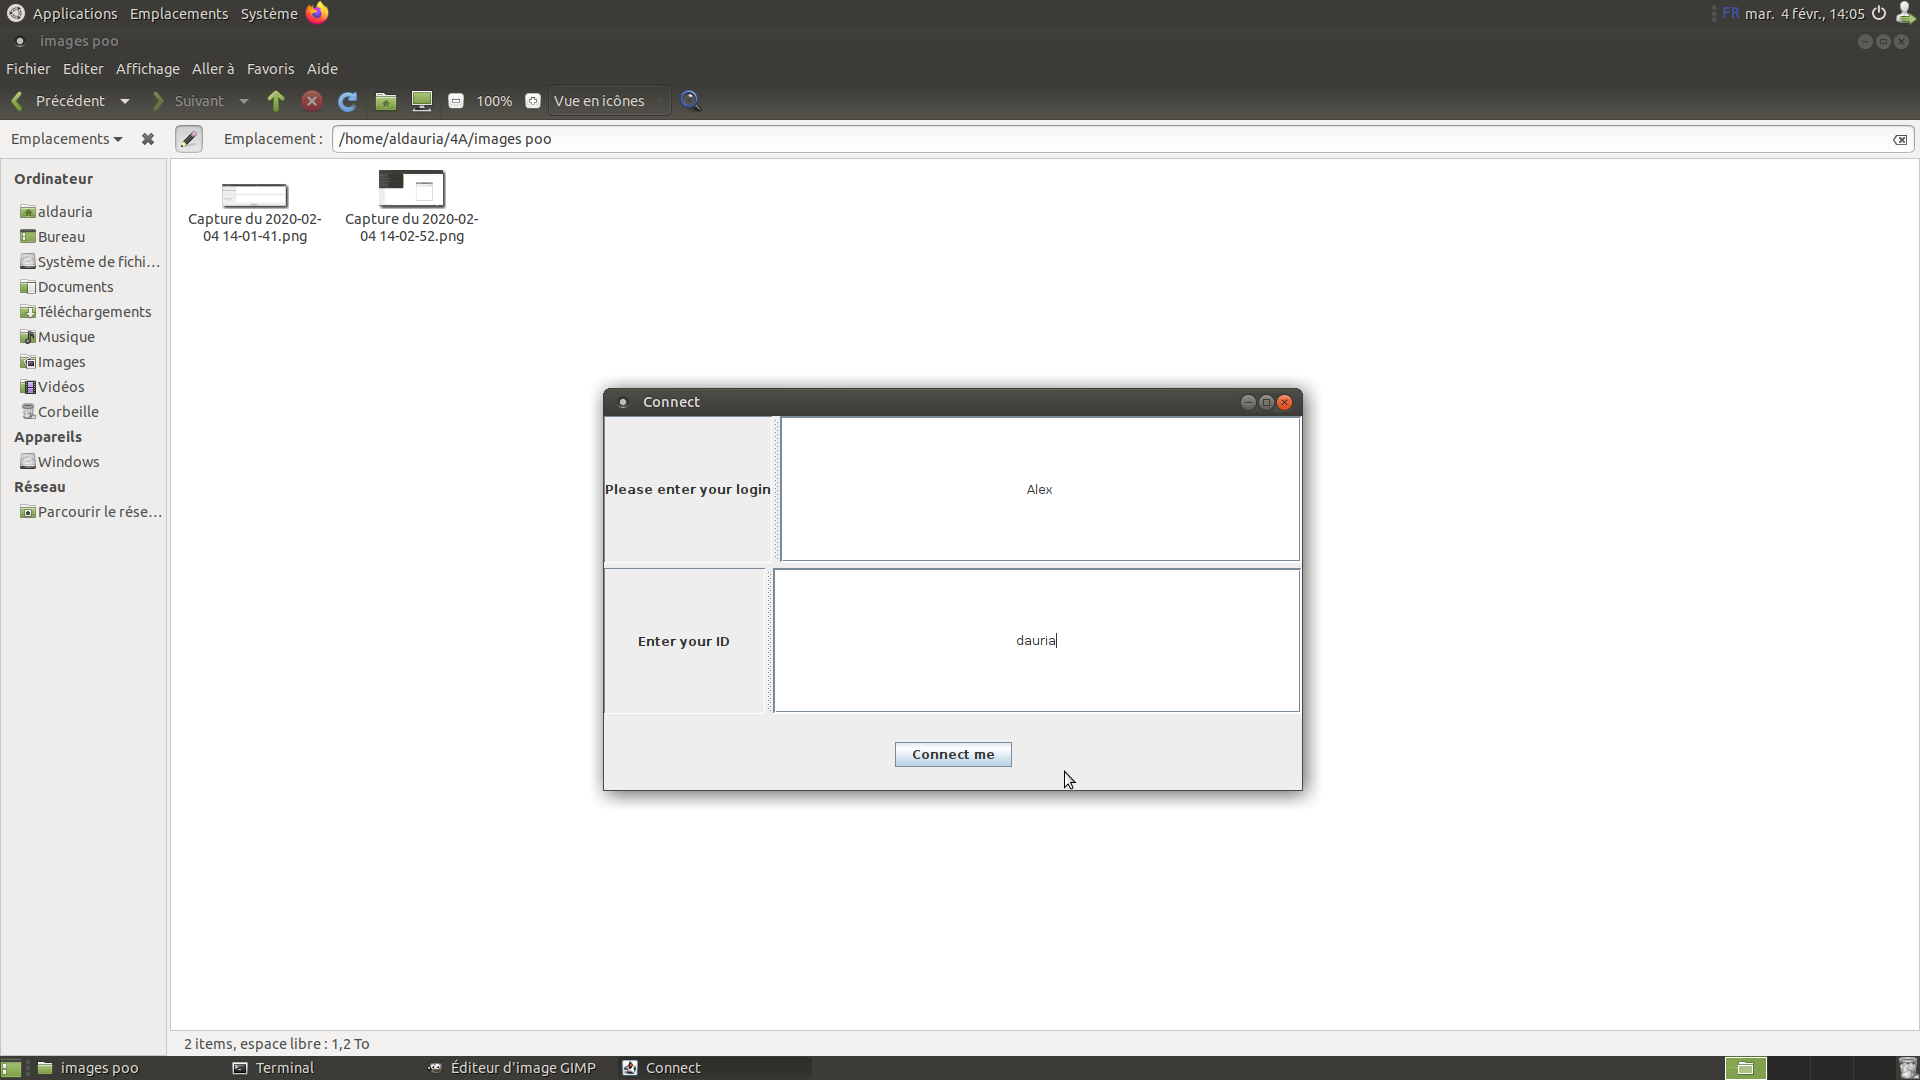 Applications Emplacements Système FR mar. 4 févr., 14:05
images poo
Fichier Editer Affichage Aller à Favoris Aide
Précédent Suivant 100% Vue en icônes
Emplacements Emplacement : /home/aldauria/4A/images poo
Ordinateur
aldauria
Bureau
Système de fichi…
Documents
Téléchargements
Musique
Images
Vidéos
Corbeille
Appareils
Windows
Réseau
Parcourir le rése…
Capture du 2020-02-
04 14-01-41.png
Capture du 2020-02-
04 14-02-52.png
Connect
Please enter your login Alex
Enter your ID dauria
Connect me
2 items, espace libre : 1,2 To
images poo Terminal Éditeur d'image GIMP Connect